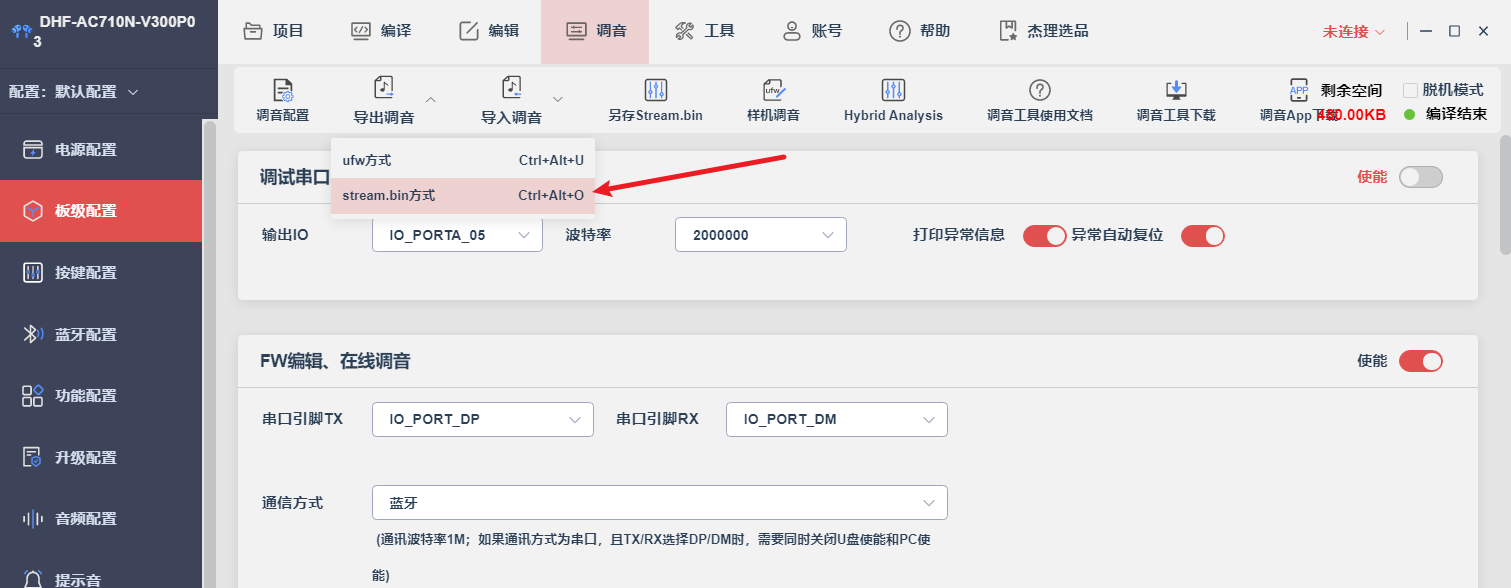 DHF-AC710N-V300P0
3
项目
编译
编辑
调音
工具
账号
帮助
杰理选品
未连接
配置：默认配置
调音配置
导出调音
导入调音
另存Stream.bin
样机调音
Hybrid Analysis
调音工具使用文档
调音工具下载
调音App下载
剩余空间
480.00KB
脱机模式
编译结束
ufw方式 Ctrl+Alt+U
stream.bin方式 Ctrl+Alt+O
电源配置
板级配置
按键配置
蓝牙配置
功能配置
升级配置
音频配置
提示音
调试串口
使能
输出IO
IO_PORTA_05
波特率
2000000
打印异常信息
异常自动复位
FW编辑、在线调音
使能
串口引脚TX
IO_PORT_DP
串口引脚RX
IO_PORT_DM
通信方式
蓝牙
(通讯波特率1M；如果通讯方式为串口，且TX/RX选择DP/DM时，需要同时关闭U盘使能和PC使
能)